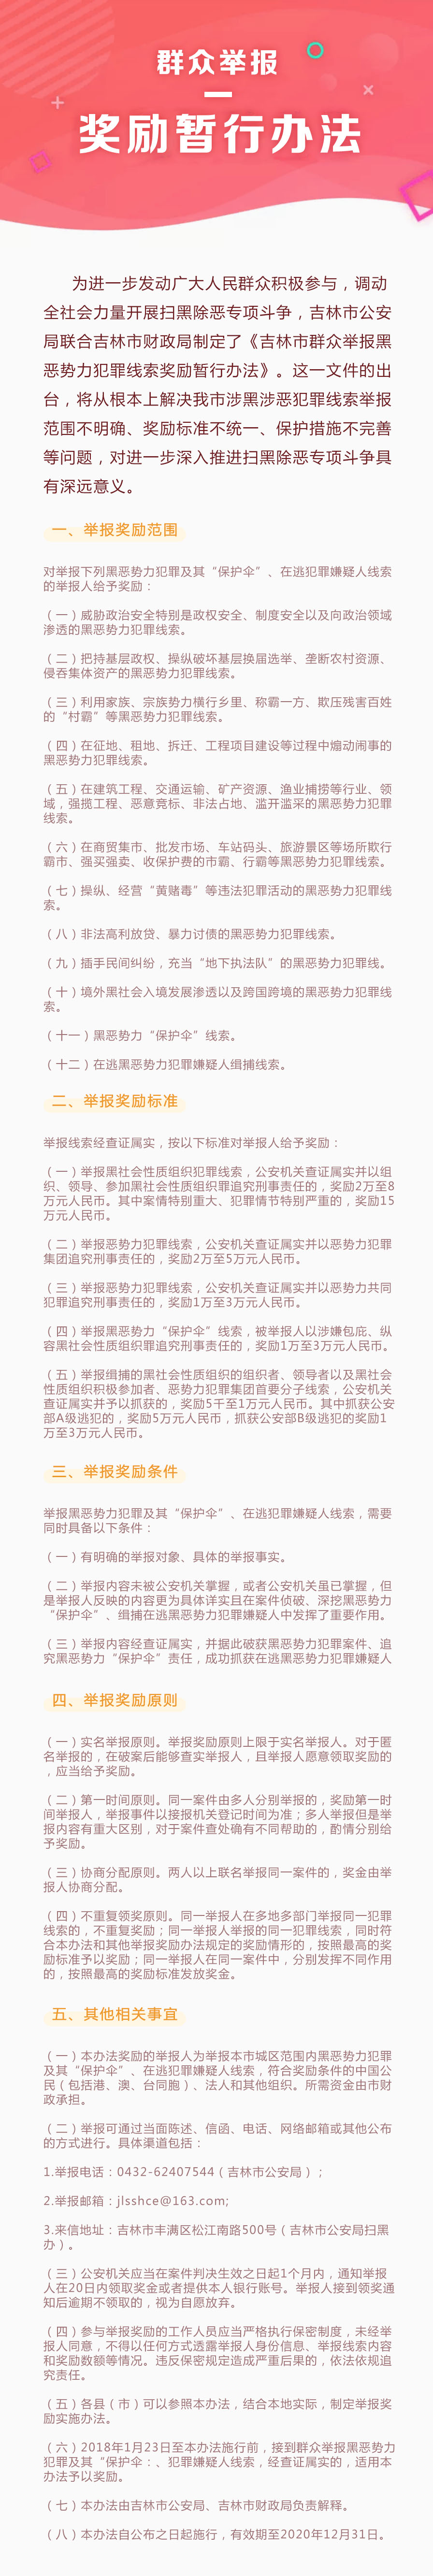 群众举报
奖励暂行办法
为进一步发动广大人民群众积极参与，调动
全社会力量开展扫黑除恶专项斗争，吉林市公安
局联合吉林市财政局制定了《吉林市群众举报黑
恶势力犯罪线索奖励暂行办法》。这一文件的出
台，将从根本上解决我市涉黑涉恶犯罪线索举报
范围不明确、奖励标准不统一、保护措施不完善
等问题，对进一步深入推进扫黑除恶专项斗争具
有深远意义。
一、举报奖励范围
对举报下列黑恶势力犯罪及其“保护伞”、在逃犯罪嫌疑人线索
的举报人给予奖励：
（一）威胁政治安全特别是政权安全、制度安全以及向政治领域
渗透的黑恶势力犯罪线索。
（二）把持基层政权、操纵破坏基层换届选举、垄断农村资源、
侵吞集体资产的黑恶势力犯罪线索。
（三）利用家族、宗族势力横行乡里、称霸一方、欺压残害百姓
的“村霸”等黑恶势力犯罪线索。
（四）在征地、租地、拆迁、工程项目建设等过程中煽动闹事的
黑恶势力犯罪线索。
（五）在建筑工程、交通运输、矿产资源、渔业捕捞等行业、领
域，强揽工程、恶意竞标、非法占地、滥开滥采的黑恶势力犯罪
线索。
（六）在商贸集市、批发市场、车站码头、旅游景区等场所欺行
霸市、强买强卖、收保护费的市霸、行霸等黑恶势力犯罪线索。
（七）操纵、经营“黄赌毒”等违法犯罪活动的黑恶势力犯罪线
索。
（八）非法高利放贷、暴力讨债的黑恶势力犯罪线索。
（九）插手民间纠纷，充当“地下执法队”的黑恶势力犯罪线。
（十）境外黑社会入境发展渗透以及跨国跨境的黑恶势力犯罪线
索。
（十一）黑恶势力“保护伞”线索。
（十二）在逃黑恶势力犯罪嫌疑人缉捕线索。
二、举报奖励标准
举报线索经查证属实，按以下标准对举报人给予奖励：
（一）举报黑社会性质组织犯罪线索，公安机关查证属实并以组
织、领导、参加黑社会性质组织罪追究刑事责任的，奖励2万至8
万元人民币。其中案情特别重大、犯罪情节特别严重的，奖励15
万元人民币。
（二）举报恶势力犯罪线索，公安机关查证属实并以恶势力犯罪
集团追究刑事责任的，奖励2万至5万元人民币。
（三）举报恶势力犯罪线索，公安机关查证属实并以恶势力共同
犯罪追究刑事责任的，奖励1万至3万元人民币。
（四）举报黑恶势力“保护伞”线索，被举报人以涉嫌包庇、纵
容黑社会性质组织罪追究刑事责任的，奖励1万至3万元人民币。
（五）举报缉捕的黑社会性质组织的组织者、领导者以及黑社会
性质组织积极参加者、恶势力犯罪集团首要分子线索，公安机关
查证属实并予以抓获的，奖励5千至1万元人民币。其中抓获公安
部A级逃犯的，奖励5万元人民币，抓获公安部B级逃犯的奖励1
万至3万元人民币。
三、举报奖励条件
举报黑恶势力犯罪及其“保护伞”、在逃犯罪嫌疑人线索，需要
同时具备以下条件：
（一）有明确的举报对象、具体的举报事实。
（二）举报内容未被公安机关掌握，或者公安机关虽已掌握，但
是举报人反映的内容更为具体详实且在案件侦破、深挖黑恶势力
“保护伞”、缉捕在逃黑恶势力犯罪嫌疑人中发挥了重要作用。
（三）举报内容经查证属实，并据此破获黑恶势力犯罪案件、追
究黑恶势力“保护伞”责任，成功抓获在逃黑恶势力犯罪嫌疑人
四、举报奖励原则
（一）实名举报原则。举报奖励原则上限于实名举报人。对于匿
名举报的，在破案后能够查实举报人，且举报人愿意领取奖励的
，应当给予奖励。
（二）第一时间原则。同一案件由多人分别举报的，奖励第一时
间举报人，举报事件以接报机关登记时间为准；多人举报但是举
报内容有重大区别，对于案件查处确有不同帮助的，酌情分别给
予奖励。
（三）协商分配原则。两人以上联名举报同一案件的，奖金由举
报人协商分配。
（四）不重复领奖原则。同一举报人在多地多部门举报同一犯罪
线索的，不重复奖励；同一举报人举报的同一犯罪线索，同时符
合本办法和其他举报奖励办法规定的奖励情形的，按照最高的奖
励标准予以奖励；同一举报人在同一案件中，分别发挥不同作用
的，按照最高的奖励标准发放奖金。
五、其他相关事宜
（一）本办法奖励的举报人为举报本市城区范围内黑恶势力犯罪
及其“保护伞”、在逃犯罪嫌疑人线索，符合奖励条件的中国公
民（包括港、澳、台同胞）、法人和其他组织。所需资金由市财
政承担。
（二）举报可通过当面陈述、信函、电话、网络邮箱或其他公布
的方式进行。具体渠道包括：
1.举报电话：0432-62407544（吉林市公安局）；
2.举报邮箱：jlsshce@163.com;
3.来信地址：吉林市丰满区松江南路500号（吉林市公安局扫黑
办）。
（三）公安机关应当在案件判决生效之日起1个月内，通知举报
人在20日内领取奖金或者提供本人银行账号。举报人接到领奖通
知后逾期不领取的，视为自愿放弃。
（四）参与举报奖励的工作人员应当严格执行保密制度，未经举
报人同意，不得以任何方式透露举报人身份信息、举报线索内容
和奖励数额等情况。违反保密规定造成严重后果的，依法依规追
究责任。
（五）各县（市）可以参照本办法，结合本地实际，制定举报奖
励实施办法。
（六）2018年1月23日至本办法施行前，接到群众举报黑恶势力
犯罪及其“保护伞：、犯罪嫌疑人线索，经查证属实的，适用本
办法予以奖励。
（七）本办法由吉林市公安局、吉林市财政局负责解释。
（八）本办法自公布之日起施行，有效期至2020年12月31日。